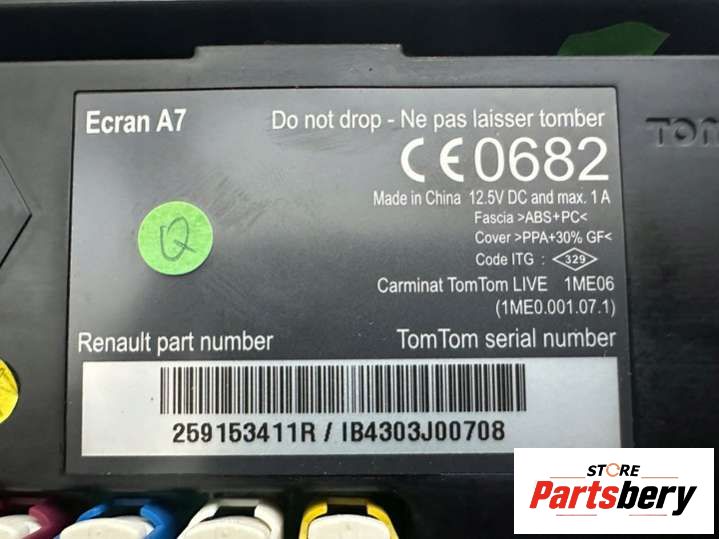 Ecran A7
Do not drop - Ne pas laisser tomber
CE0682
Made in China 12.5V DC and max. 1 A
Fascia >ABS+PC<
Cover >PPA+30% GF<
Code ITG : 329
Carminat TomTom LIVE 1ME06
(1ME0.001.07.1)
Q
Renault part number
TomTom serial number
259153411R / IB4303J00708
TOM
STORE
Partsbery